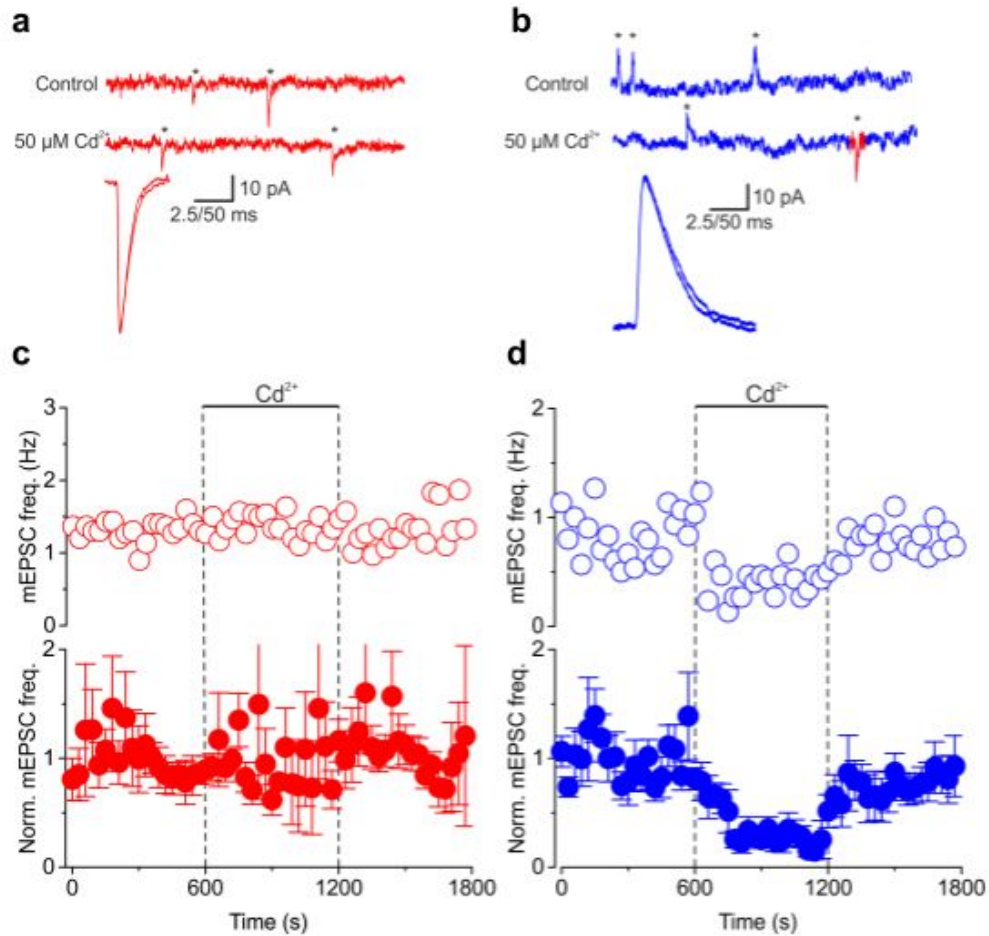 a
*
*
Control
*
*
50 µM Cd²⁺
10 pA
2.5/50 ms
b
*
*
*
Control
*
*
50 µM Cd²⁺
10 pA
2.5/50 ms
c
Cd²⁺
3
2
1
0
mEPSC freq. (Hz)
2
1
0
Norm. mEPSC freq.
0
600
1200
1800
Time (s)
d
Cd²⁺
2
1
0
mEPSC freq. (Hz)
2
1
0
Norm. mEPSC freq.
0
600
1200
1800
Time (s)